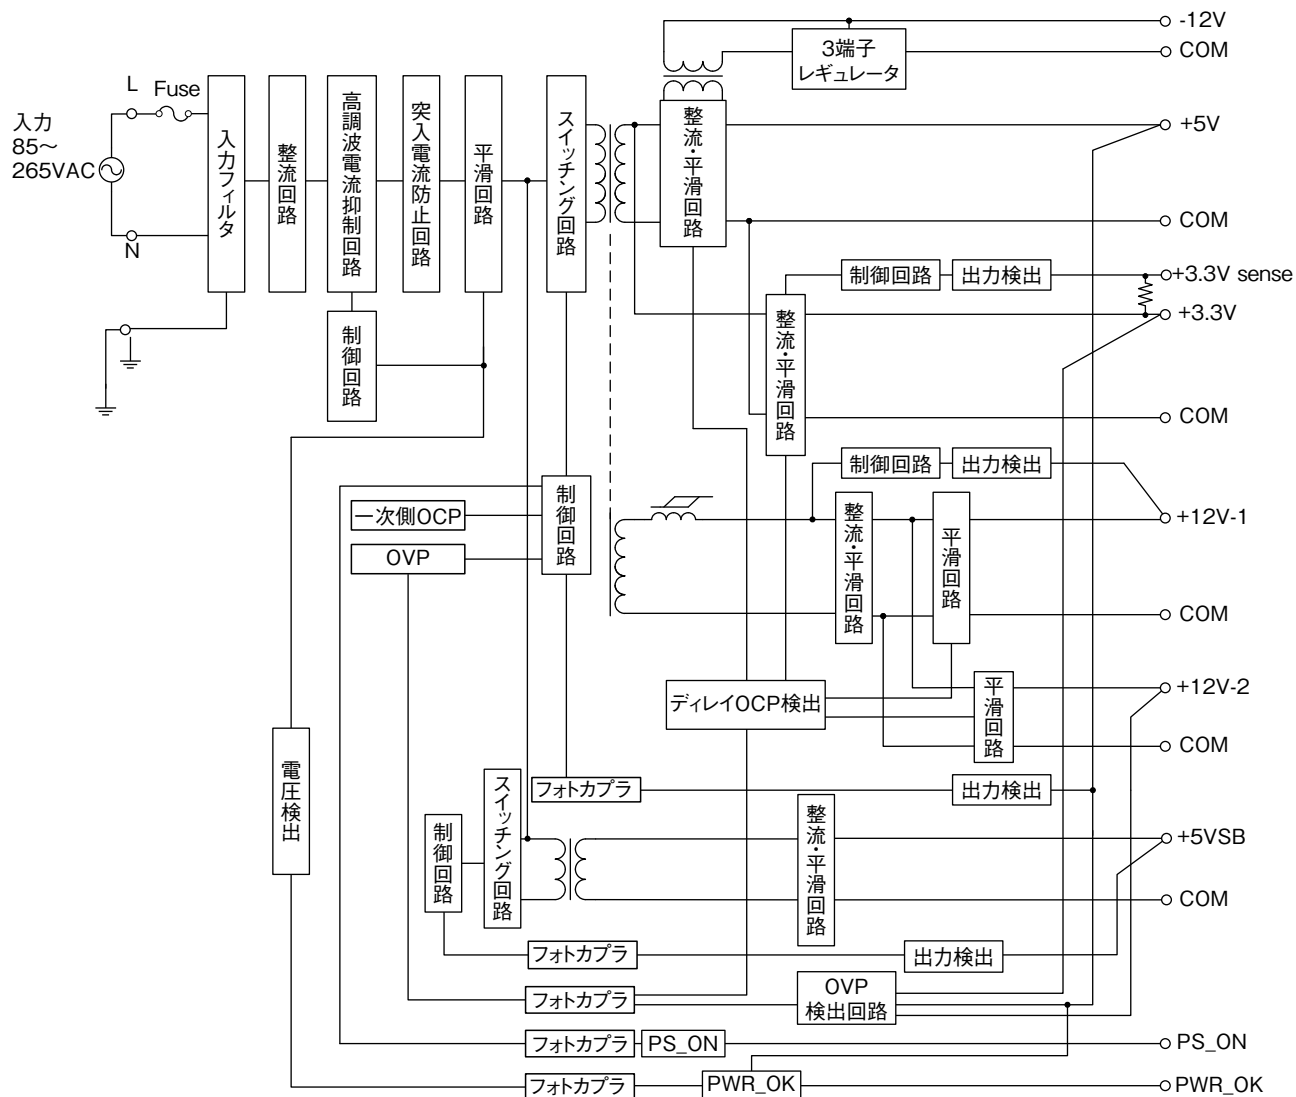 -12V
3端子
レギュレータ
COM
L
Fuse
入力
85〜
265VAC
N
入力フィルタ
整流回路
高調波電流抑制回路
突入電流防止回路
平滑回路
スイッチング回路
整流・平滑回路
+5V
COM
制御回路
制御回路
出力検出
+3.3V sense
+3.3V
整流・平滑回路
COM
制御回路
出力検出
一次側OCP
OVP
制御回路
整流・平滑回路
平滑回路
+12V-1
COM
ディレイOCP検出
平滑回路
+12V-2
COM
電圧検出
フォトカプラ
出力検出
制御回路
スイッチング回路
整流・平滑回路
+5VSB
COM
フォトカプラ
出力検出
フォトカプラ
OVP
検出回路
フォトカプラ
PS_ON
PS_ON
フォトカプラ
PWR_OK
PWR_OK